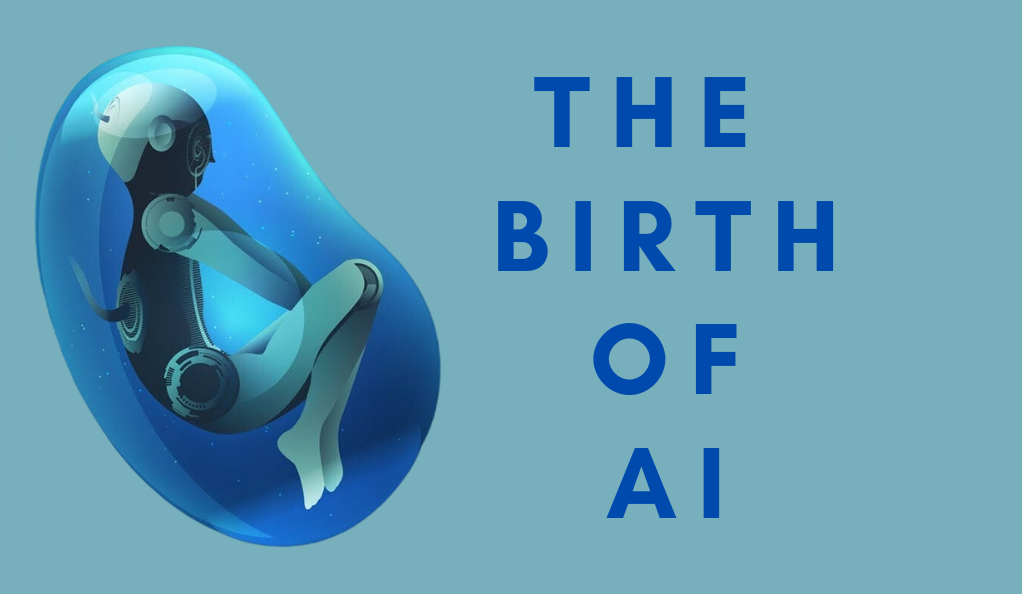 THE
BIRTH
OF
AI